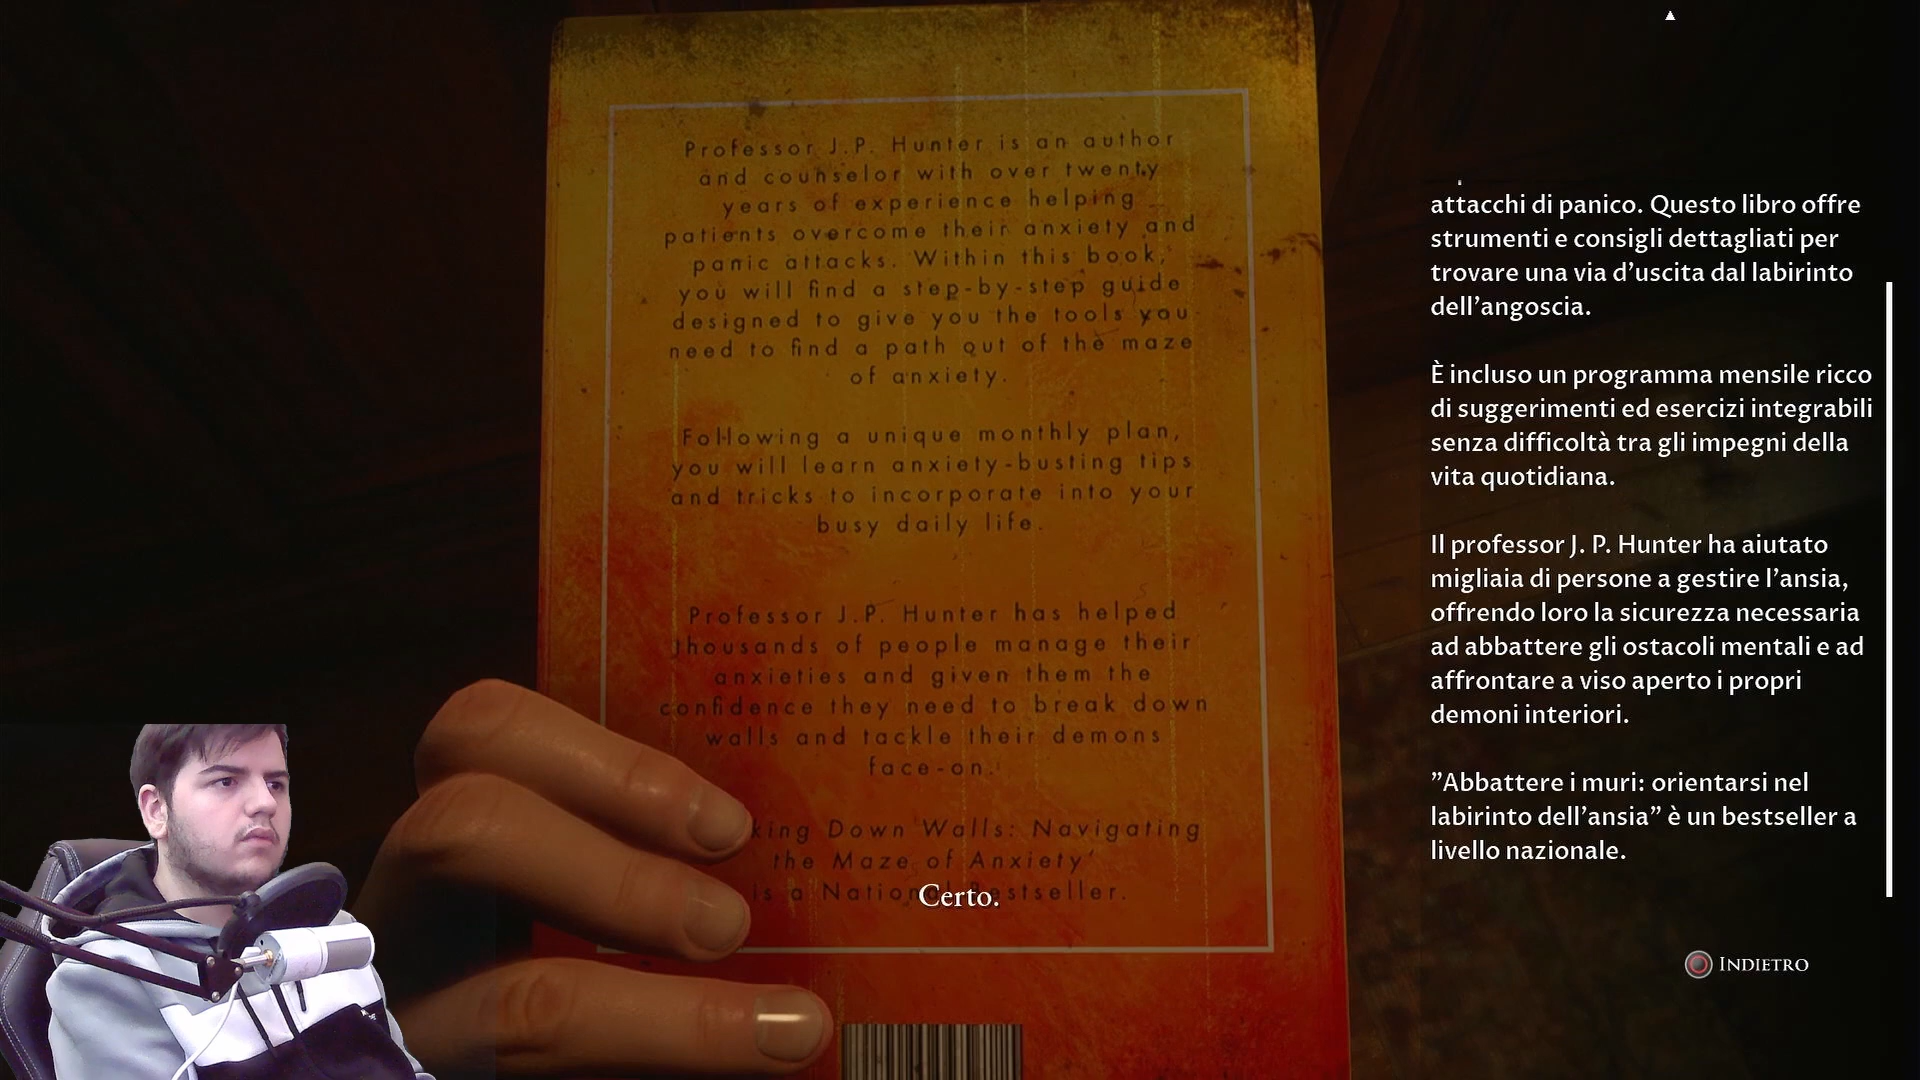 Professor J.P. Hunter is an author
and counselor with over twenty
years of experience helping
patients overcome their anxiety and
panic attacks. Within this book,
you will find a step-by-step guide
designed to give you the tools you
need to find a path out of the maze
of anxiety.
Following a unique monthly plan,
you will learn anxiety-busting tips
and tricks to incorporate into your
busy daily life.
Professor J.P. Hunter has helped
thousands of people manage their
anxieties and given them the
confidence they need to break down
walls and tackle their demons
face-on.
king Down Walls: Navigating
the Maze of Anxiety'
is a National Bestseller.
Certo.
attacchi di panico. Questo libro offre
strumenti e consigli dettagliati per
trovare una via d'uscita dal labirinto
dell'angoscia.
È incluso un programma mensile ricco
di suggerimenti ed esercizi integrabili
senza difficoltà tra gli impegni della
vita quotidiana.
Il professor J. P. Hunter ha aiutato
migliaia di persone a gestire l'ansia,
offrendo loro la sicurezza necessaria
ad abbattere gli ostacoli mentali e ad
affrontare a viso aperto i propri
demoni interiori.
"Abbattere i muri: orientarsi nel
labirinto dell'ansia" è un bestseller a
livello nazionale.
INDIETRO